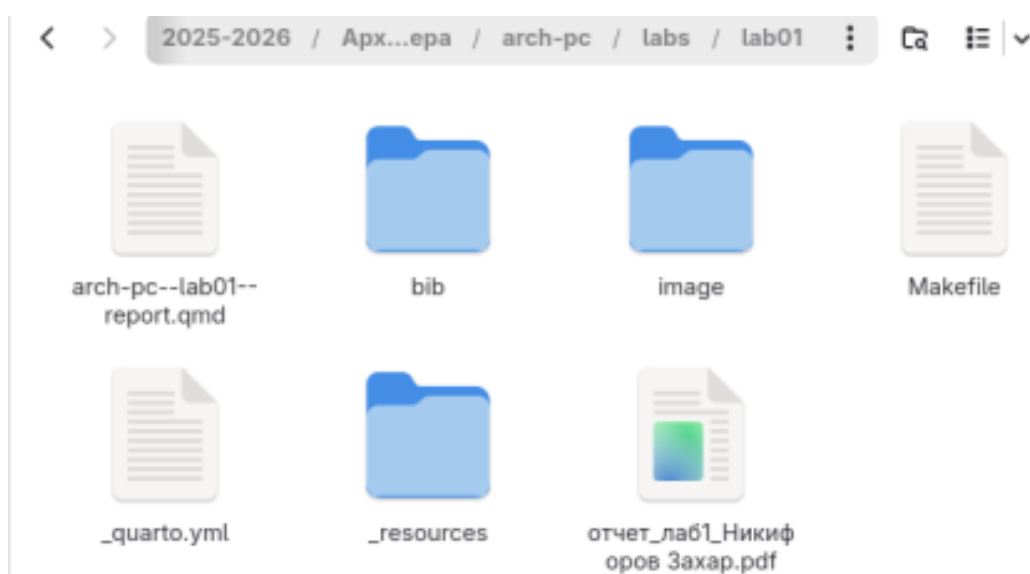 2025-2026 / Арх...ера / arch-pc / labs / lab01
arch-pc--lab01--
report.qmd
bib
image
Makefile
_quarto.yml
_resources
отчет_лаб1_Никиф
оров Захар.pdf